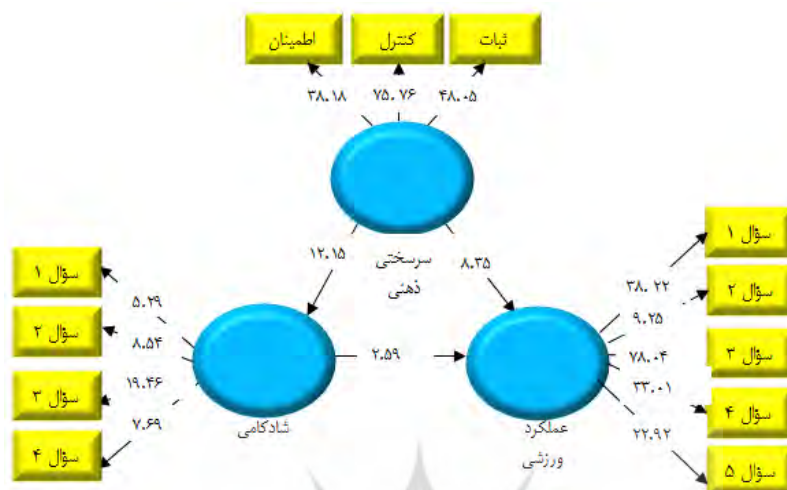 ثبات
کنترل
اطمینان
۴۸.۰۵
۷۵.۷۶
۳۸.۱۸
سرسختی
ذهنی
۸.۳۵
۱۲.۱۵
سؤال ۱
سؤال ۲
سؤال ۳
سؤال ۴
سؤال ۵
۳۸.۲۲
۹.۲۵
۷۸.۰۴
۳۳.۰۱
۲۲.۹۲
عملکرد
ورزشی
۲.۵۹
شادکامی
۵.۲۹
۸.۵۴
۱۹.۴۶
۷.۶۹
سؤال ۱
سؤال ۲
سؤال ۳
سؤال ۴